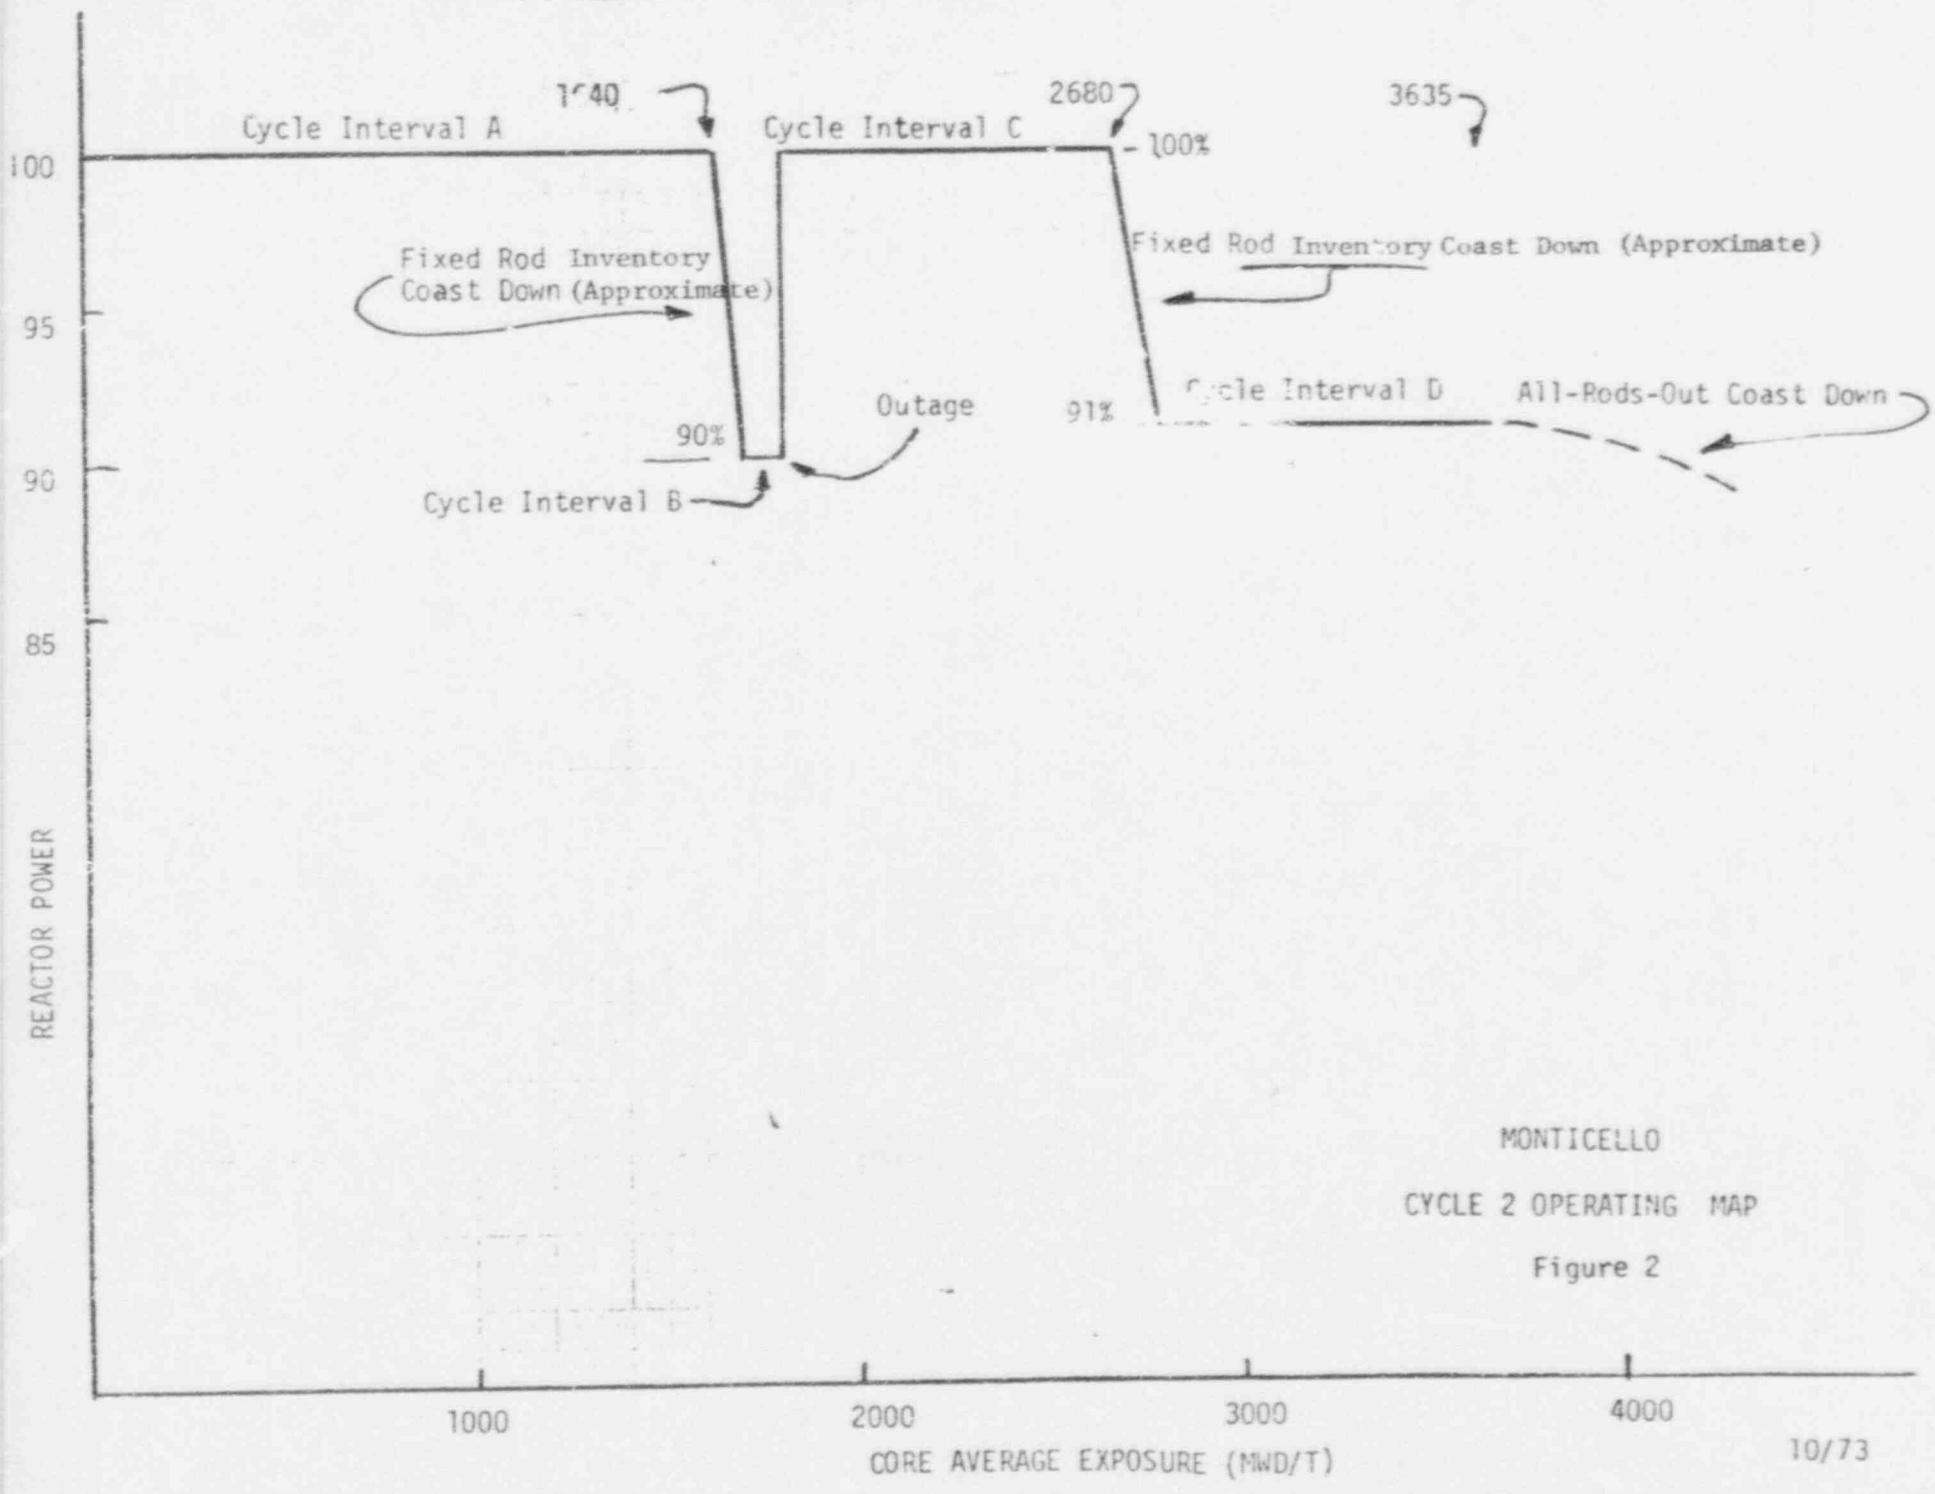 2680
3635
Cycle Interval A
Cycle Interval C
100
100%
Fixed Rod Inventory
Coast Down (Approximate)
Fixed Rod Inventory Coast Down (Approximate)
95
Cycle Interval D
All-Rods-Out Coast Down
Outage
91%
90%
90
Cycle Interval B
85
REACTOR POWER
MONTICELLO
CYCLE 2 OPERATING MAP
Figure 2
1000
2000
3000
4000
CORE AVERAGE EXPOSURE (MWD/T)
10/73